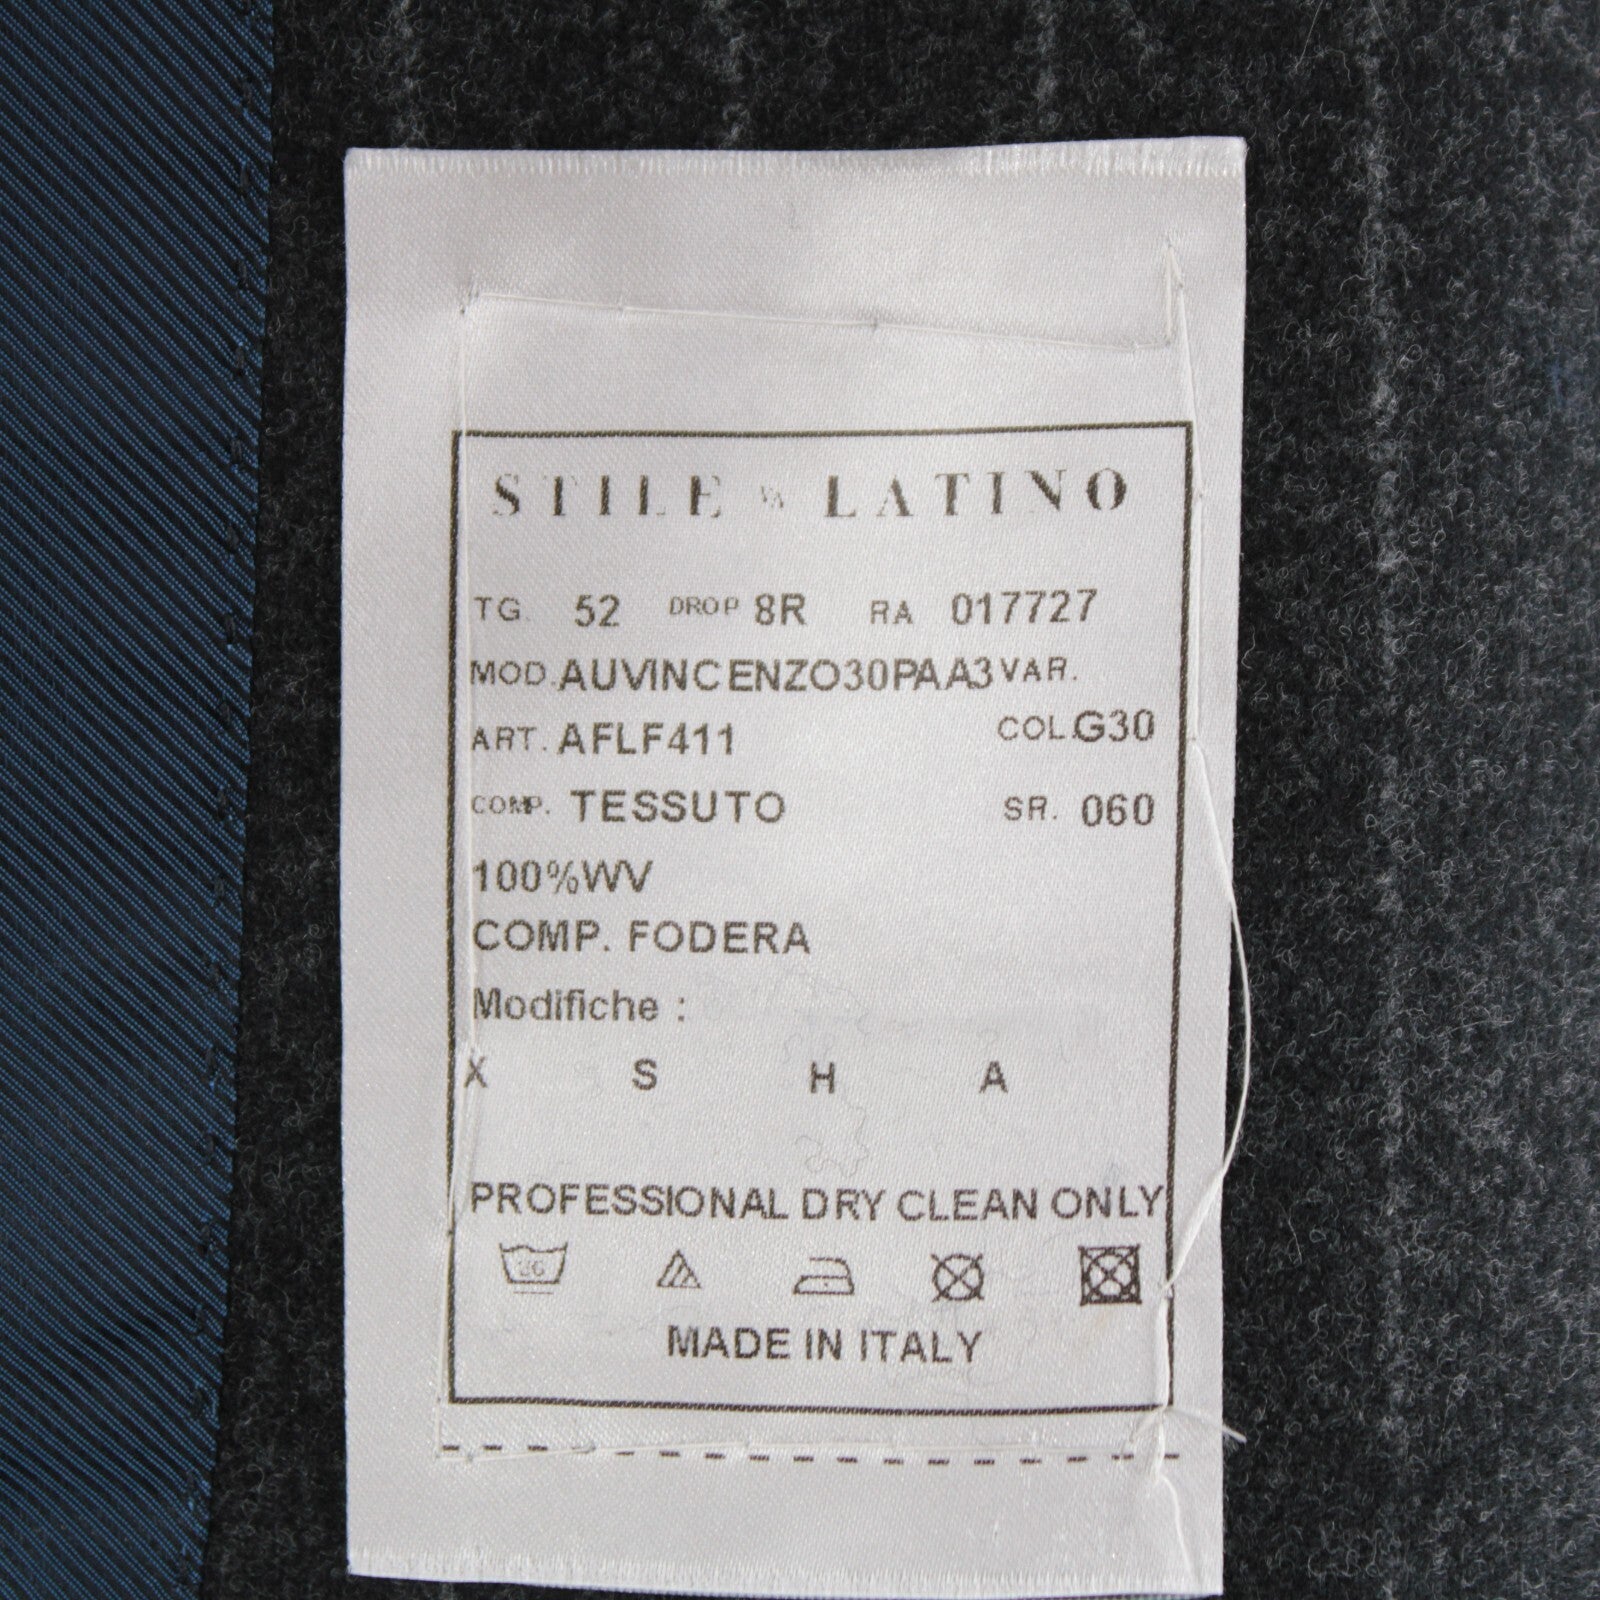 STILE LATINO
TG. 52 DROP 8R RA 017727
MOD. AUVINCENZO30PAA3 VAR.
ART. AFLF411 COL. G30
COMP. TESSUTO SR. 060
100%WV
COMP. FODERA
Modifiche :
X S H A
PROFESSIONAL DRY CLEAN ONLY
MADE IN ITALY